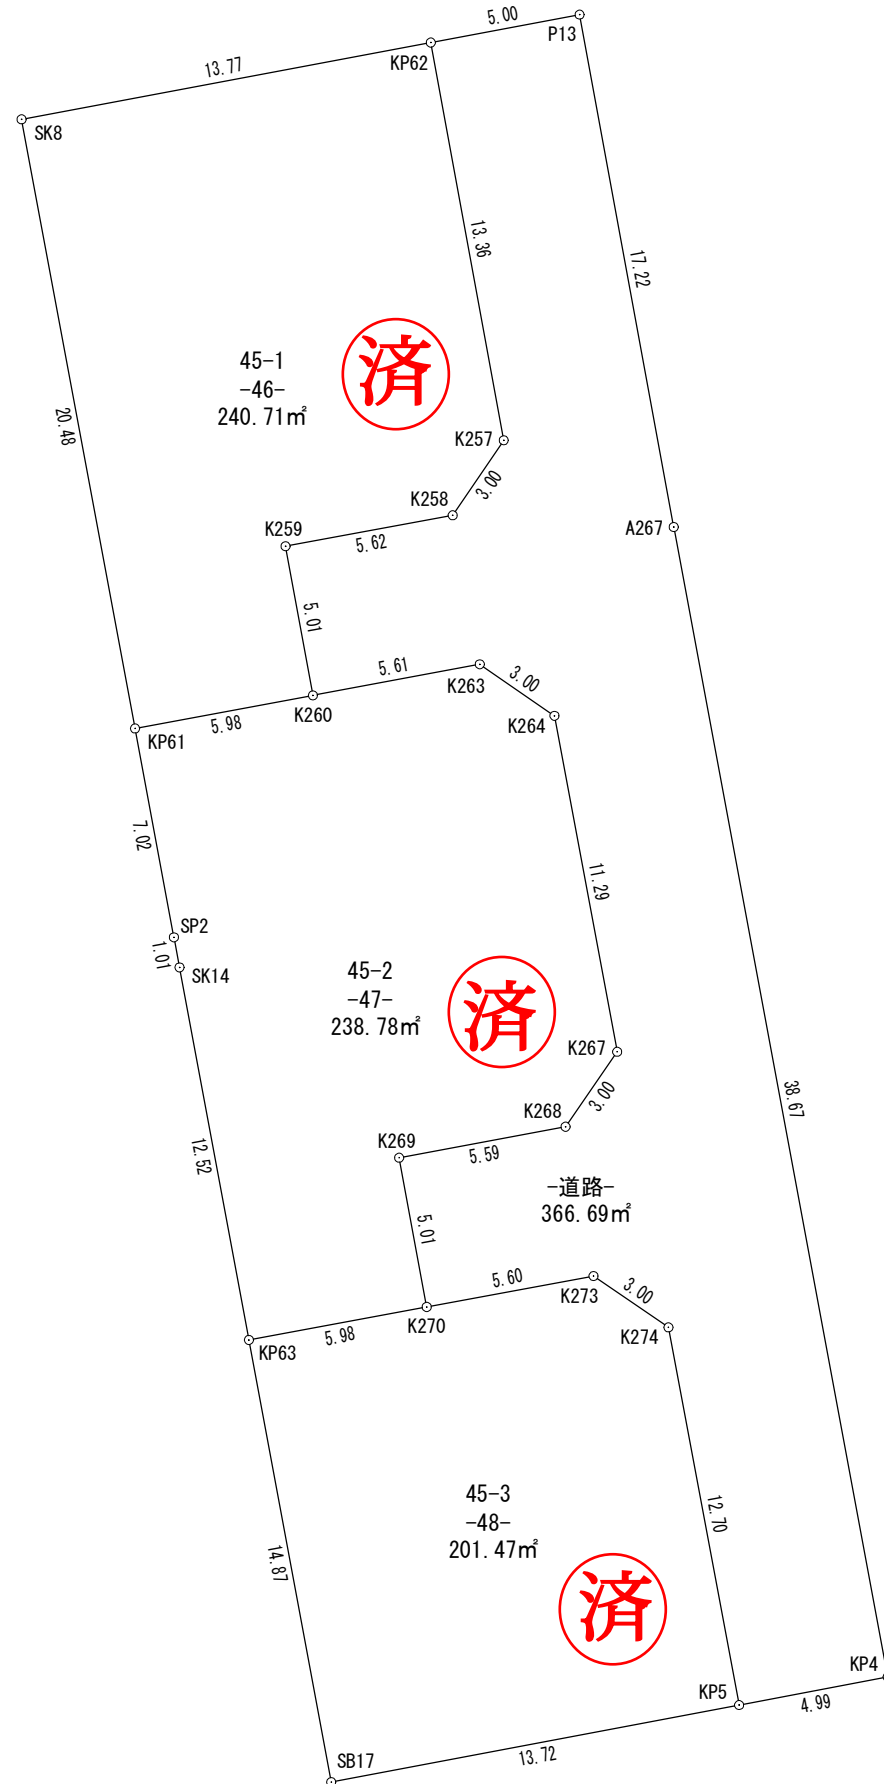 5.00
P13
KP62
13.77
SK8
13.36
17.22
45-1
-46-
240.71㎡
済
20.48
K257
3.00
K258
K259
5.62
A267
5.01
5.61
K263
3.00
K260
K264
5.98
KP61
7.02
11.29
SP2
1.01
SK14
45-2
-47-
238.78㎡
済
K267
3.00
K268
38.67
K269
5.59
12.52
-道路-
366.69㎡
5.01
5.60
K273
3.00
K270
K274
5.98
KP63
45-3
-48-
201.47㎡
12.70
14.87
済
KP4
KP5
4.99
SB17
13.72